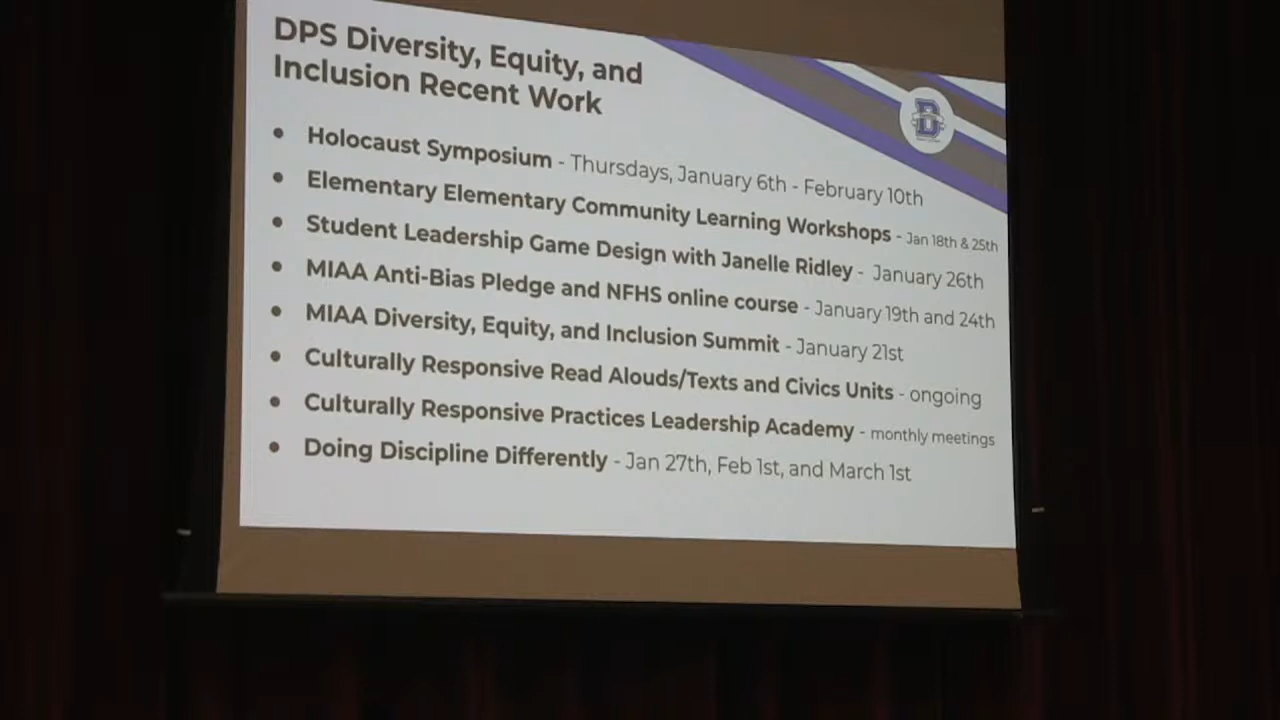 DPS Diversity, Equity, and
Inclusion Recent Work
• Holocaust Symposium - Thursdays, January 6th - February 10th
• Elementary Elementary Community Learning Workshops - Jan 18th & 25th
• Student Leadership Game Design with Janelle Ridley - January 26th
• MIAA Anti-Bias Pledge and NFHS online course - January 19th and 24th
• MIAA Diversity, Equity, and Inclusion Summit - January 21st
• Culturally Responsive Read Alouds/Texts and Civics Units - ongoing
• Culturally Responsive Practices Leadership Academy - monthly meetings
• Doing Discipline Differently - Jan 27th, Feb 1st, and March 1st